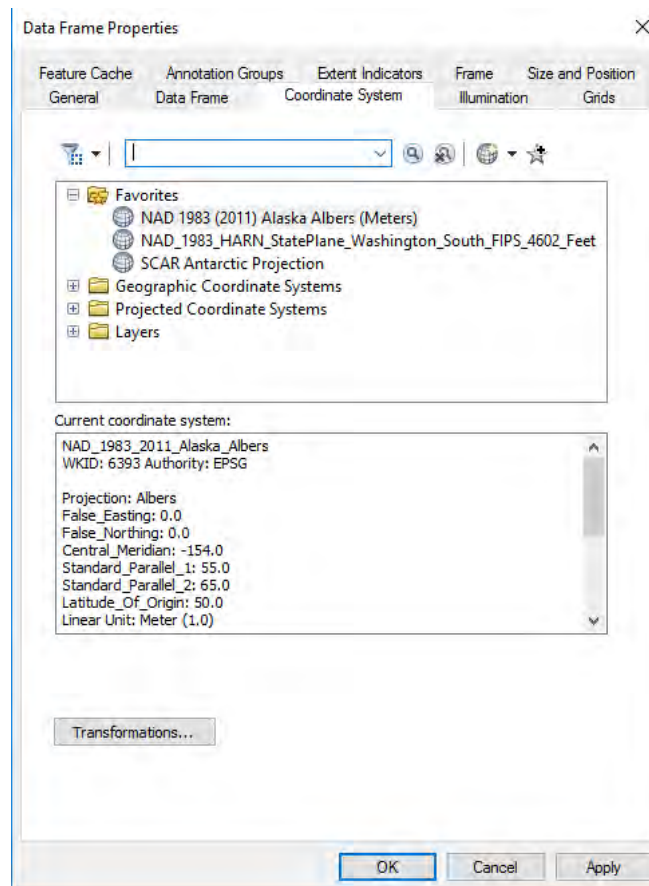 Data Frame Properties
Feature Cache Annotation Groups Extent Indicators Frame Size and Position
General Data Frame Coordinate System Illumination Grids
Favorites
NAD 1983 (2011) Alaska Albers (Meters)
NAD_1983_HARN_StatePlane_Washington_South_FIPS_4602_Feet
SCAR Antarctic Projection
Geographic Coordinate Systems
Projected Coordinate Systems
Layers
Current coordinate system:
NAD_1983_2011_Alaska_Albers
WKID: 6393 Authority: EPSG
Projection: Albers
False_Easting: 0.0
False_Northing: 0.0
Central_Meridian: -154.0
Standard_Parallel_1: 55.0
Standard_Parallel_2: 65.0
Latitude_Of_Origin: 50.0
Linear Unit: Meter (1.0)
Transformations...
OK Cancel Apply